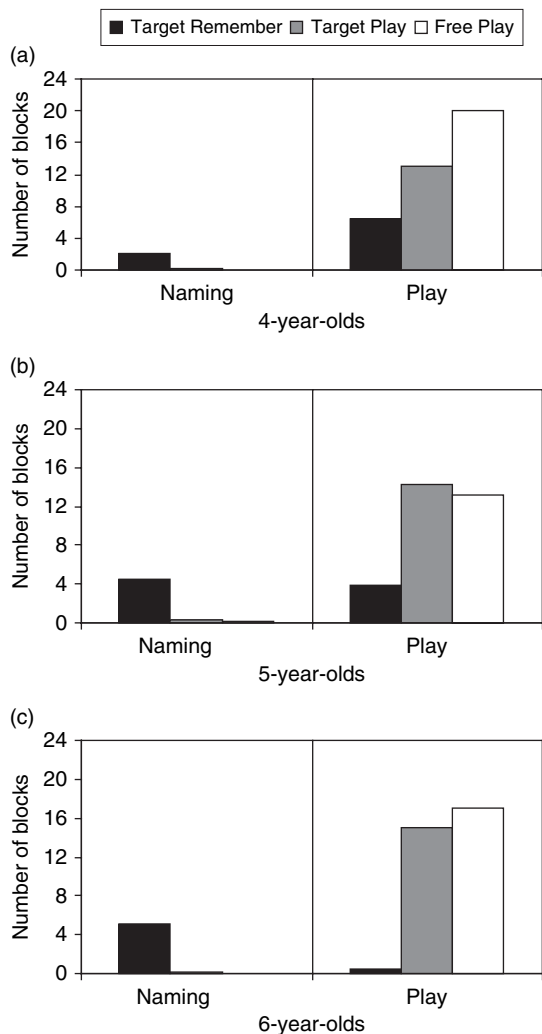 Target Remember Target Play Free Play
(a)
24
20
16
12
8
4
0
Number of blocks
Naming Play
4-year-olds
(b)
24
20
16
12
8
4
0
Number of blocks
Naming Play
5-year-olds
(c)
24
20
16
12
8
4
0
Number of blocks
Naming Play
6-year-olds